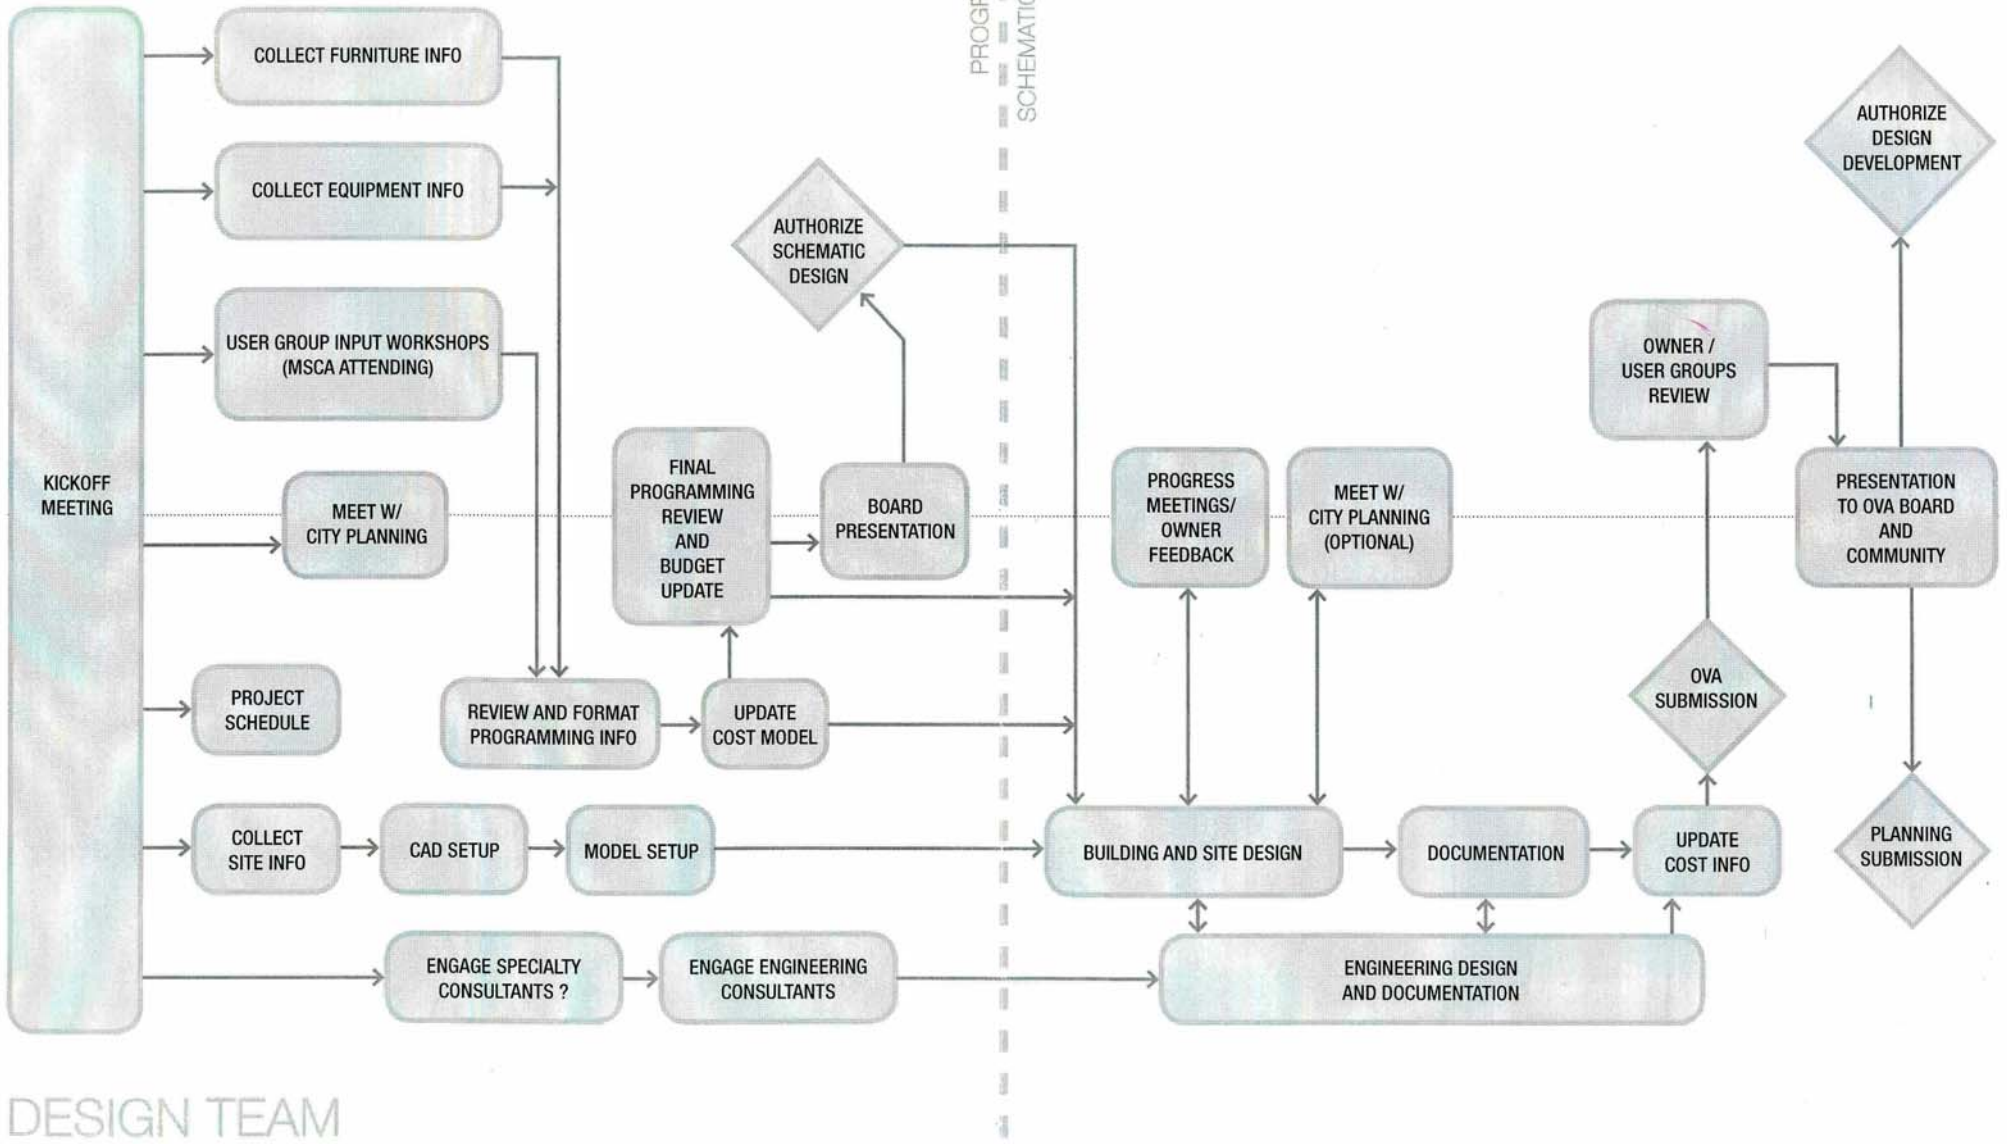 PROGR
SCHEMATIC
COLLECT FURNITURE INFO
COLLECT EQUIPMENT INFO
USER GROUP INPUT WORKSHOPS
(MSCA ATTENDING)
KICKOFF
MEETING
MEET W/
CITY PLANNING
PROJECT
SCHEDULE
COLLECT
SITE INFO
CAD SETUP
MODEL SETUP
ENGAGE SPECIALTY
CONSULTANTS ?
ENGAGE ENGINEERING
CONSULTANTS
REVIEW AND FORMAT
PROGRAMMING INFO
UPDATE
COST MODEL
FINAL
PROGRAMMING
REVIEW
AND
BUDGET
UPDATE
BOARD
PRESENTATION
AUTHORIZE
SCHEMATIC
DESIGN
PROGRESS
MEETINGS/
OWNER
FEEDBACK
MEET W/
CITY PLANNING
(OPTIONAL)
BUILDING AND SITE DESIGN
DOCUMENTATION
UPDATE
COST INFO
ENGINEERING DESIGN
AND DOCUMENTATION
OVA
SUBMISSION
OWNER /
USER GROUPS
REVIEW
PRESENTATION
TO OVA BOARD
AND
COMMUNITY
AUTHORIZE
DESIGN
DEVELOPMENT
PLANNING
SUBMISSION
DESIGN TEAM